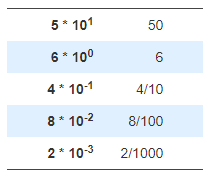 5 * 10¹ 50
6 * 10⁰ 6
4 * 10⁻¹ 4/10
8 * 10⁻² 8/100
2 * 10⁻³ 2/1000